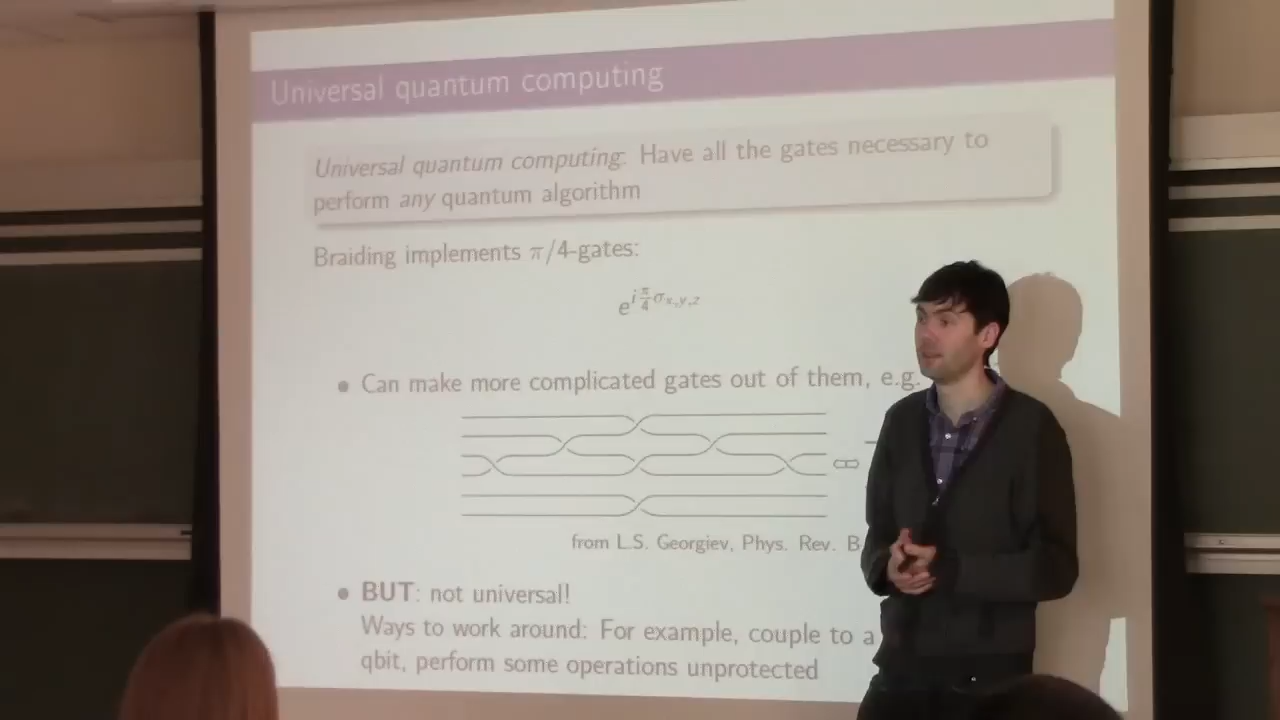 Universal quantum computing
Universal quantum computing: Have all the gates necessary to
perform any quantum algorithm
Braiding implements π/4-gates:
e^{i\frac{π}{4}σ_{x,y,z}}
• Can make more complicated gates out of them, e.g.
from L.S. Georgiev, Phys. Rev. B
• BUT: not universal!
Ways to work around: For example, couple to a
qbit, perform some operations unprotected